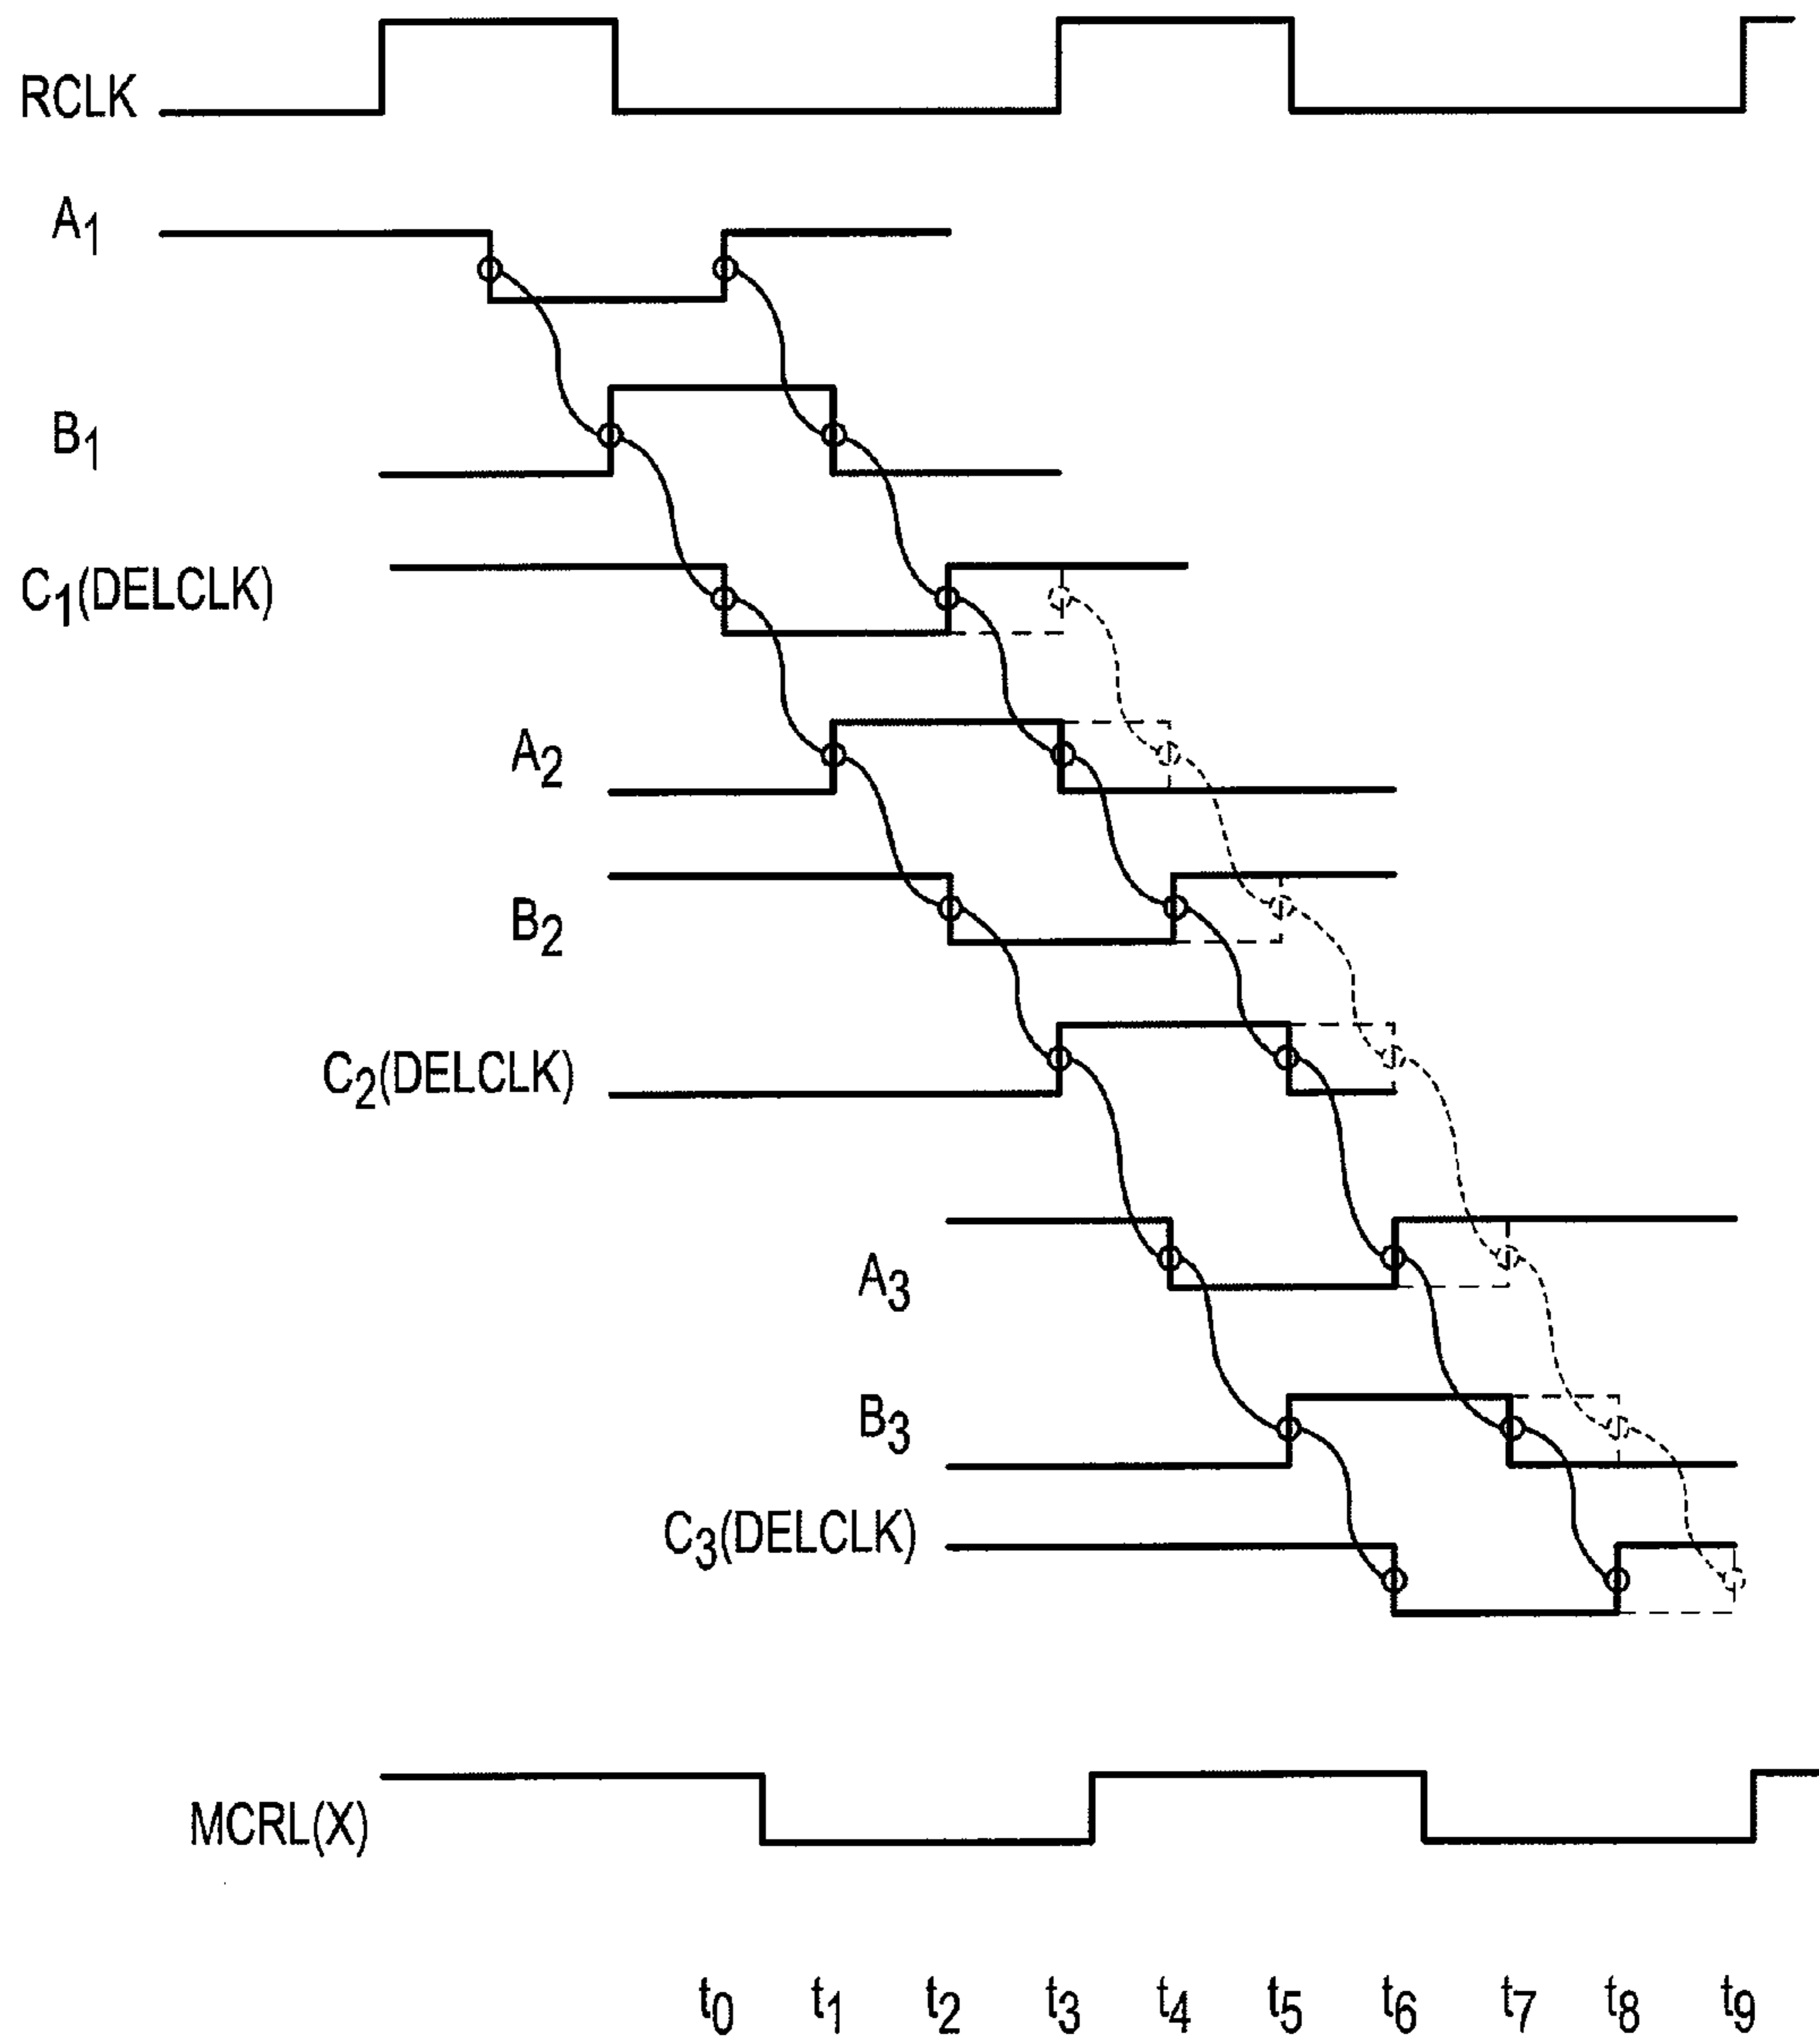 RCLK
A1
B1
C1(DELCLK)
A2
B2
C2(DELCLK)
A3
B3
C3(DELCLK)
MCRL(X)
t0 t1 t2 t3 t4 t5 t6 t7 t8 t9